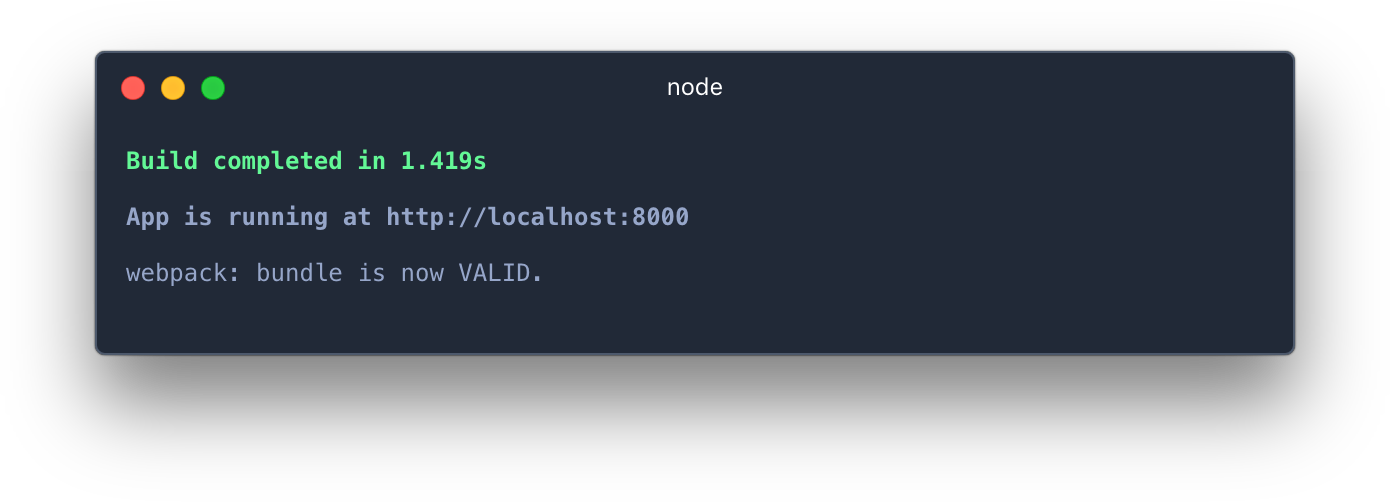 node
Build completed in 1.419s
App is running at http://localhost:8000
webpack: bundle is now VALID.